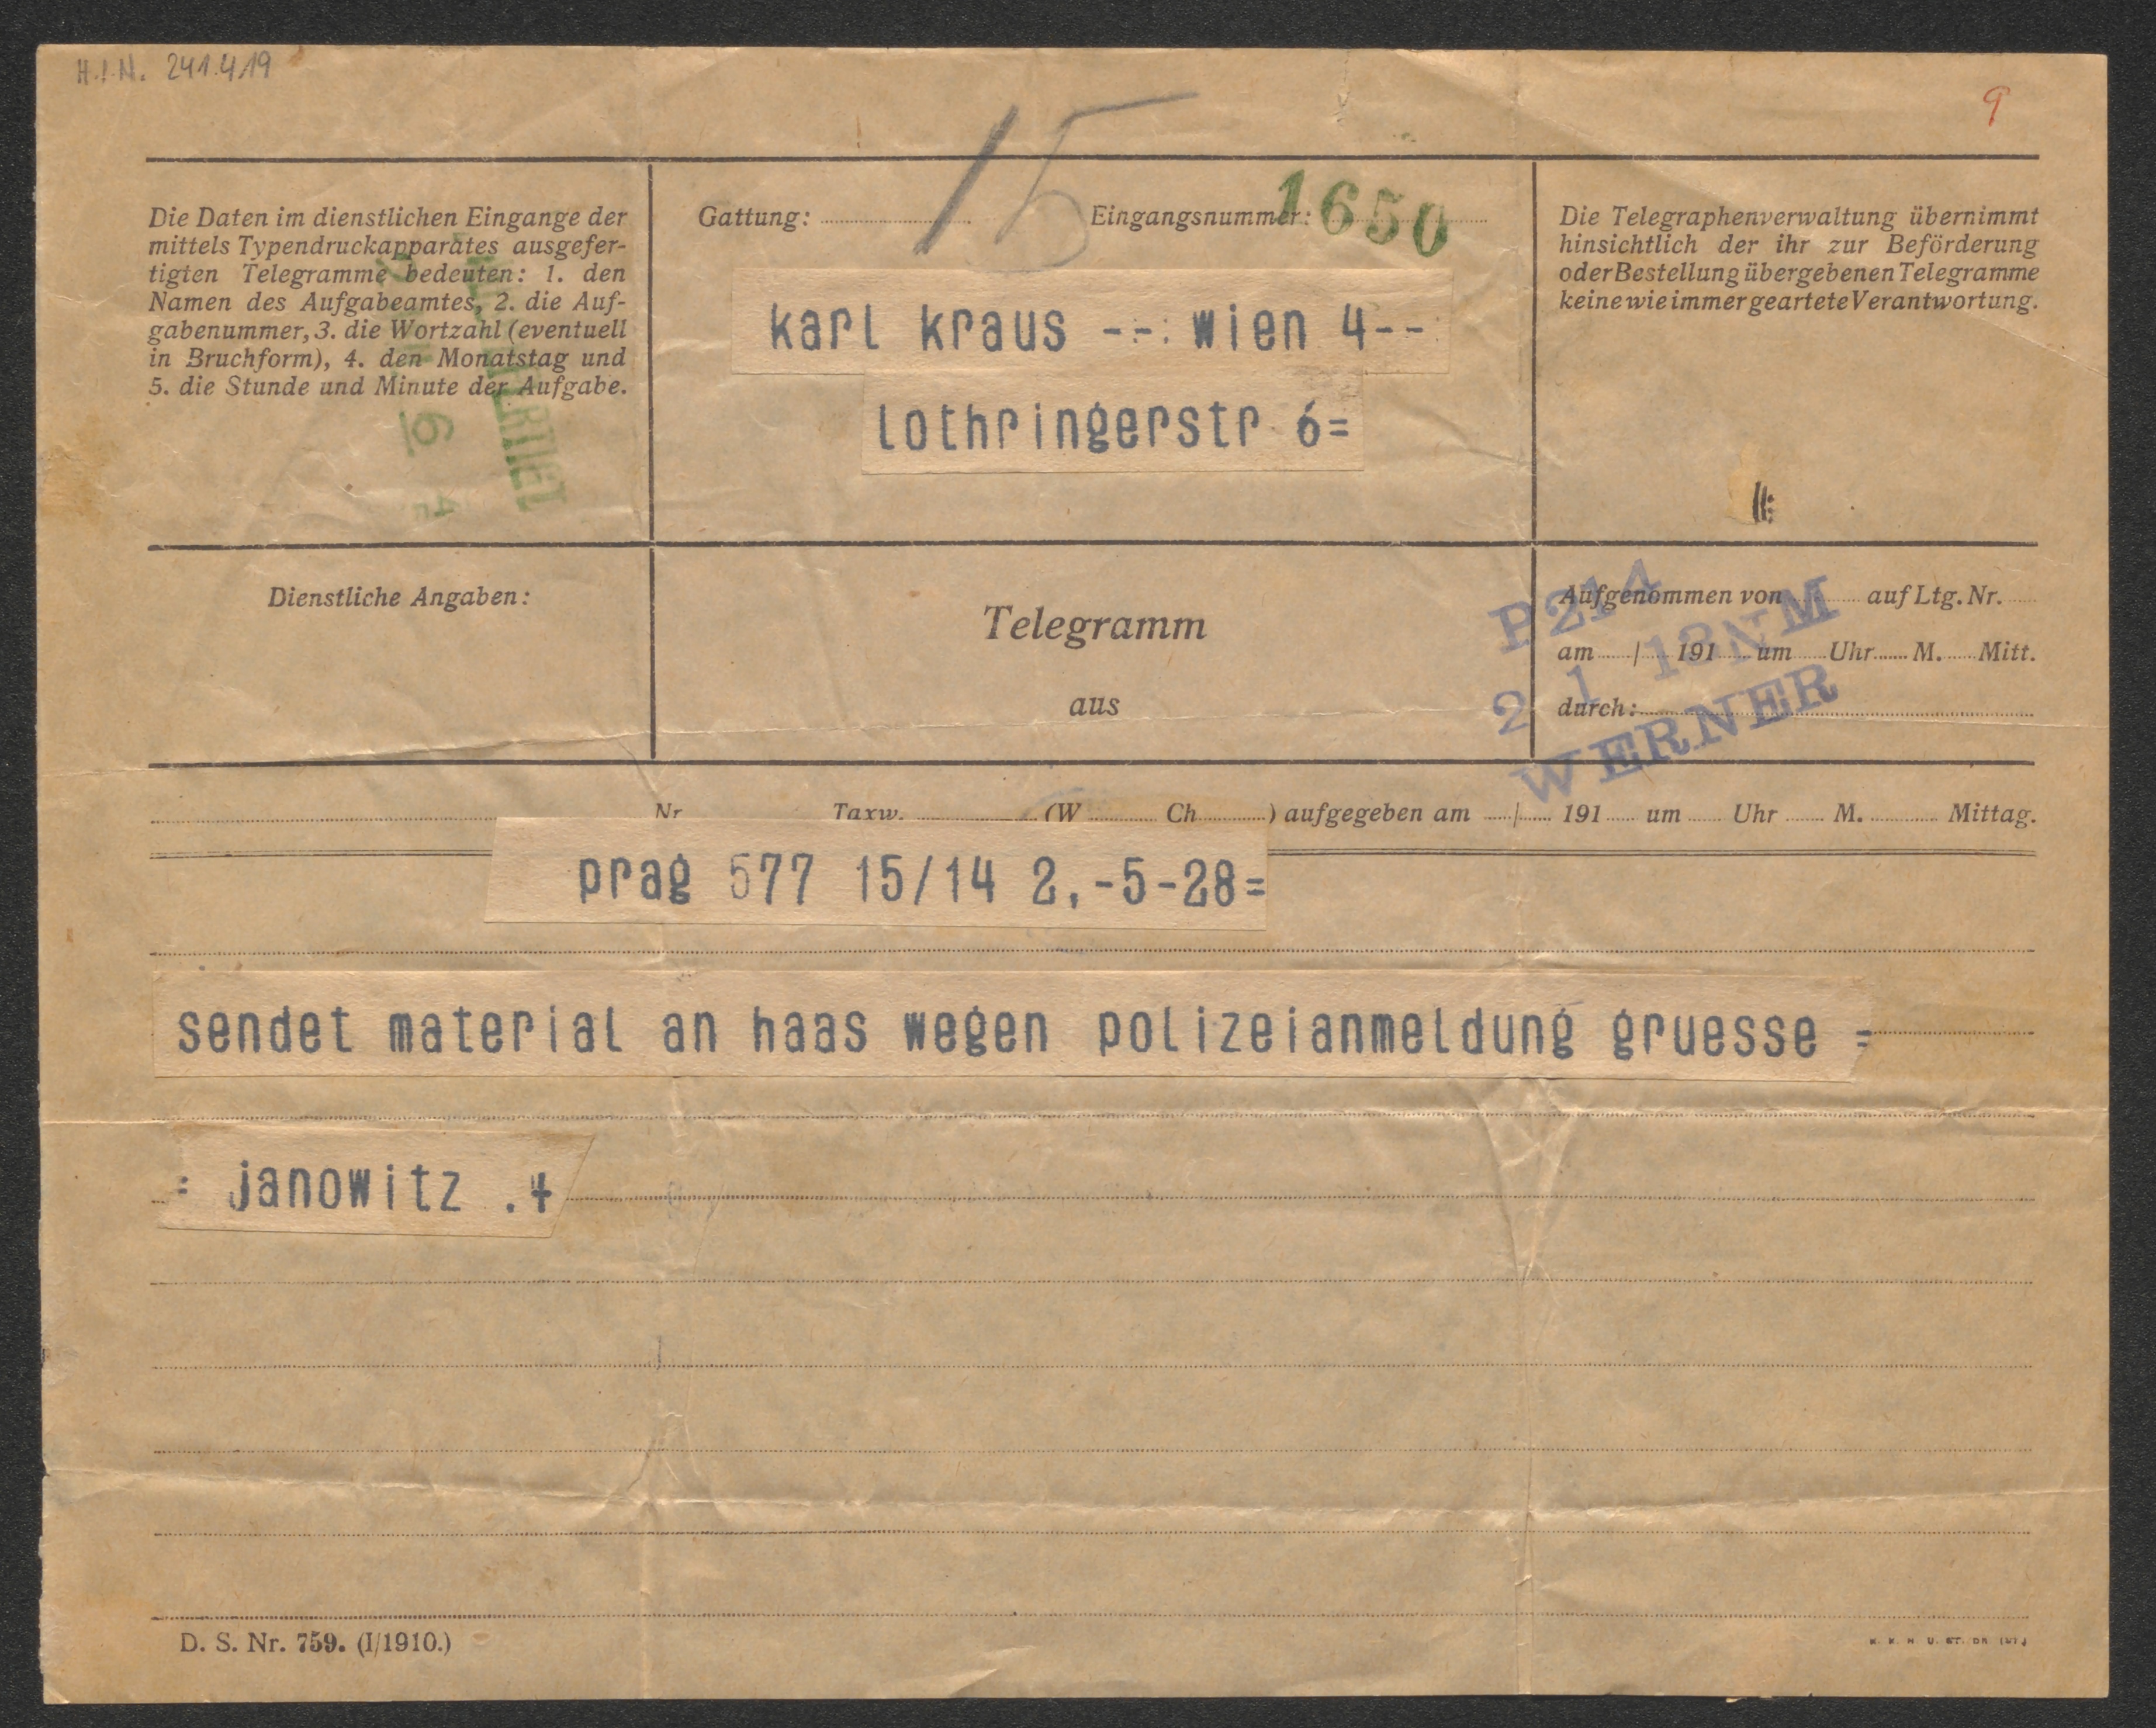 H.I.N. 241.419
9
15
Die Daten im dienstlichen Eingange der
mittels Typendruckapparates ausgefer-
tigten Telegramme bedeuten: 1. den
Namen des Aufgabeamtes, 2. die Auf-
gabenummer, 3. die Wortzahl (eventuell
in Bruchform), 4. den Monatstag und
5. die Stunde und Minute der Aufgabe.
Gattung: Eingangsnummer: 1650
karl kraus --: wien 4--
lothringerstr 6=
Die Telegraphenverwaltung übernimmt
hinsichtlich der ihr zur Beförderung
oder Bestellung übergebenen Telegramme
keine wie immer geartete Verantwortung.
Dienstliche Angaben:
Telegramm
aus
Aufgenommen von auf Ltg. Nr.
am / 191 um Uhr M. Mitt.
durch:
P 214
2 1 18NM
WERNER
Nr. Taxw. (W Ch ) aufgegeben am / 191 um Uhr M. Mittag.
prag 577 15/14 2,-5-28=
sendet material an haas wegen polizeianmeldung gruesse =
= janowitz .+
D. S. Nr. 759. (I/1910.)